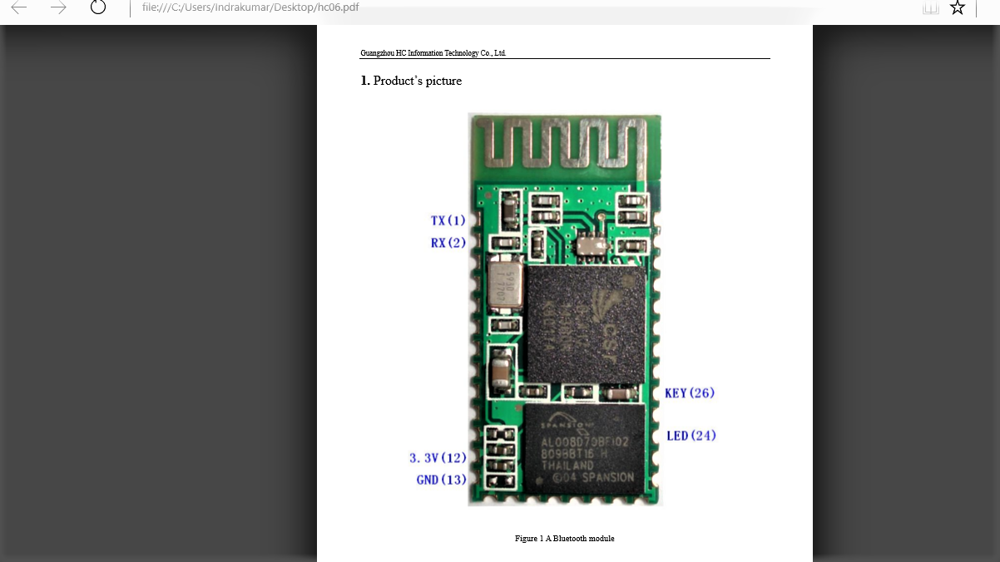 file:///C:/Users/Indrakumar/Desktop/hc06.pdf
Guangzhou HC Information Technology Co., Ltd.
1. Product's picture
TX(1)
RX(2)
CSr
KEY(26)
SPANSION
AL008D70BFI02
809BBT16 H
THAILAND
©04 SPANSION
LED(24)
3.3V(12)
GND(13)
Figure 1 A Bluetooth module